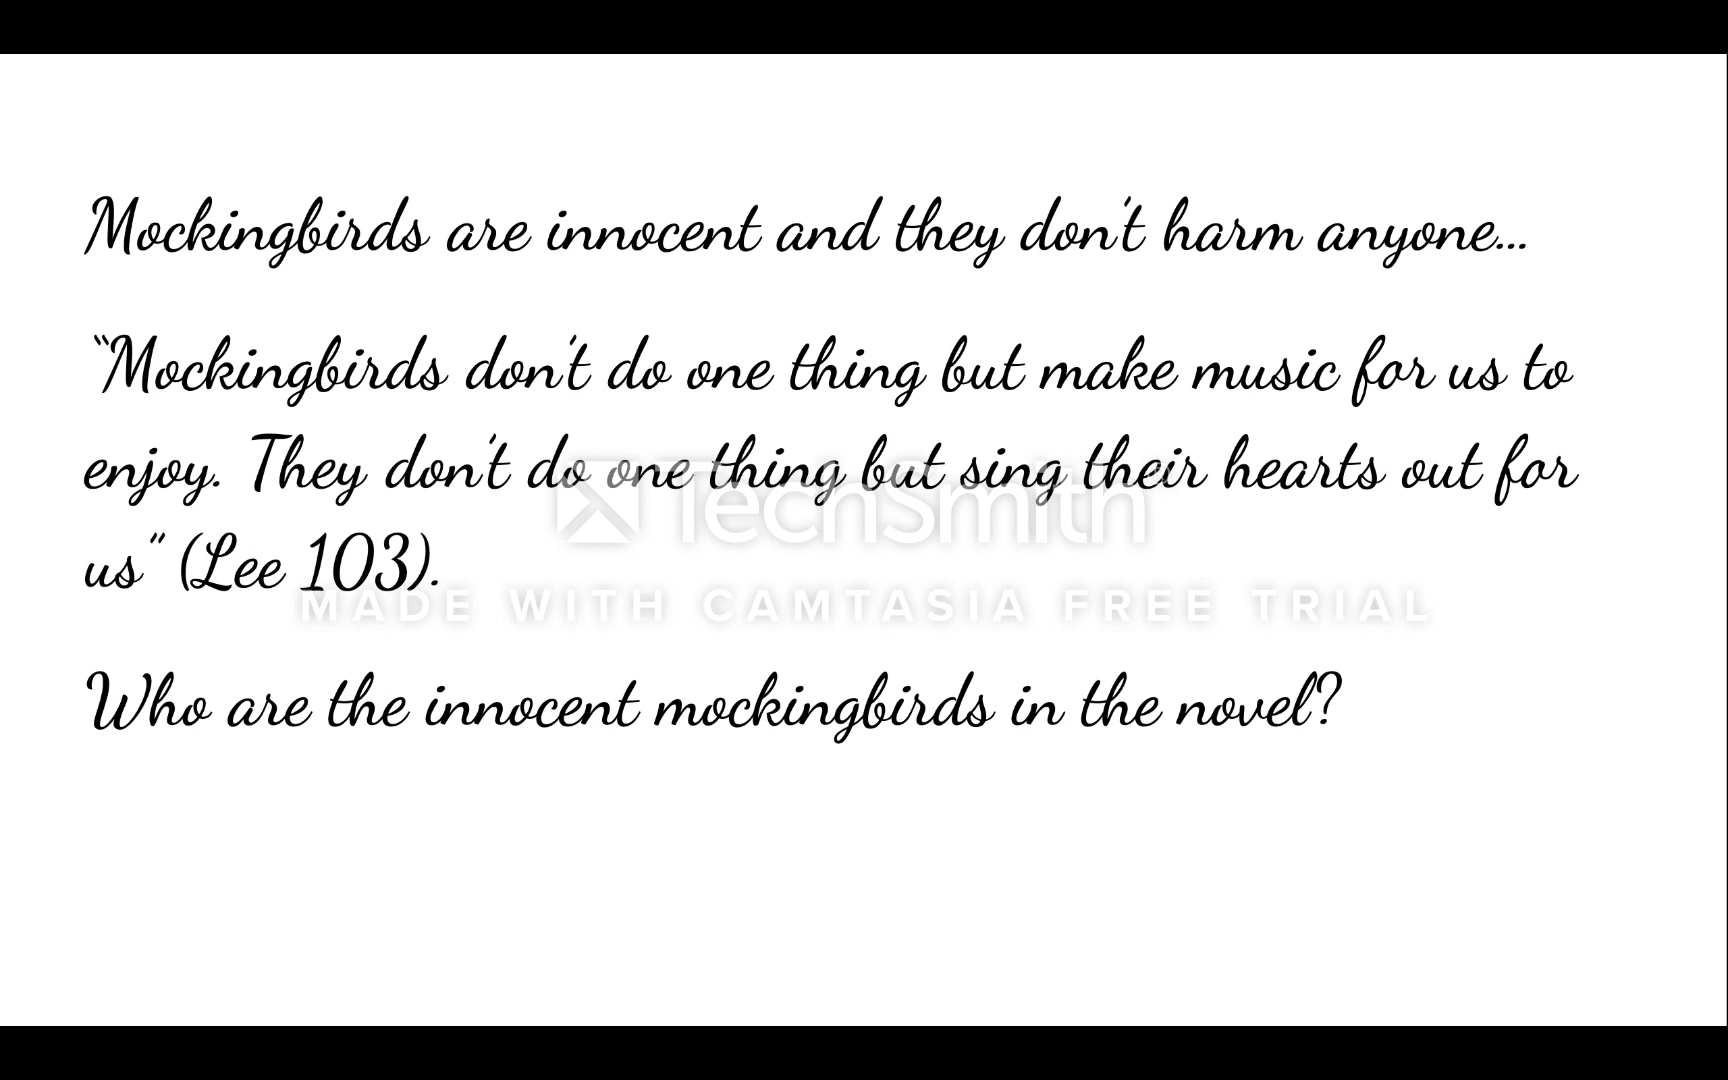 Mockingbirds are innocent and they don't harm anyone...
"Mockingbirds don't do one thing but make music for us to
enjoy. They don't do one thing but sing their hearts out for
us" (Lee 103).
TechSmith
MADE WITH CAMTASIA FREE TRIAL
Who are the innocent mockingbirds in the novel?